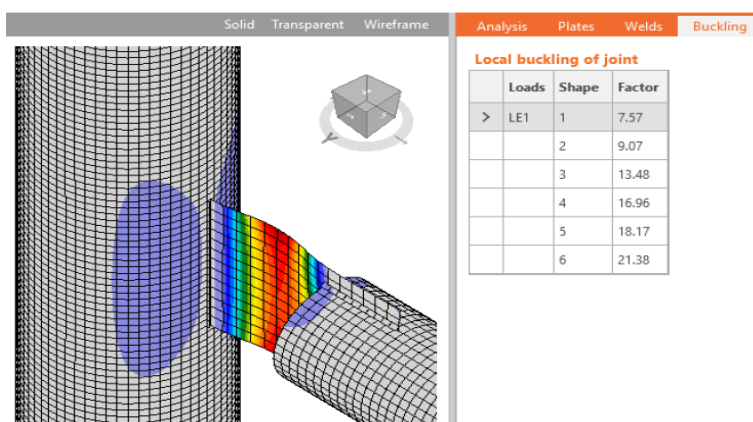 Solid Transparent Wireframe
Analysis Plates Welds Buckling
Local buckling of joint
Loads Shape Factor
> LE1 1 7.57
2 9.07
3 13.48
4 16.96
5 18.17
6 21.38